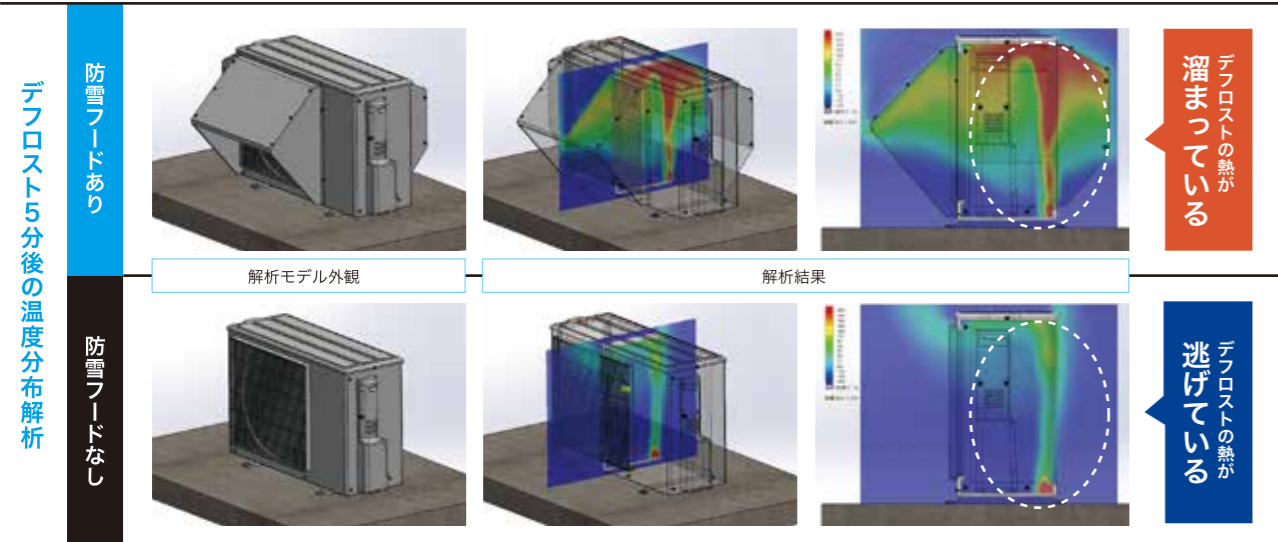 デフロスト5分後の温度分布解析
防雪フードあり
デフロストの熱が
溜まっている
解析モデル外観
解析結果
防雪フードなし
デフロストの熱が
逃げている